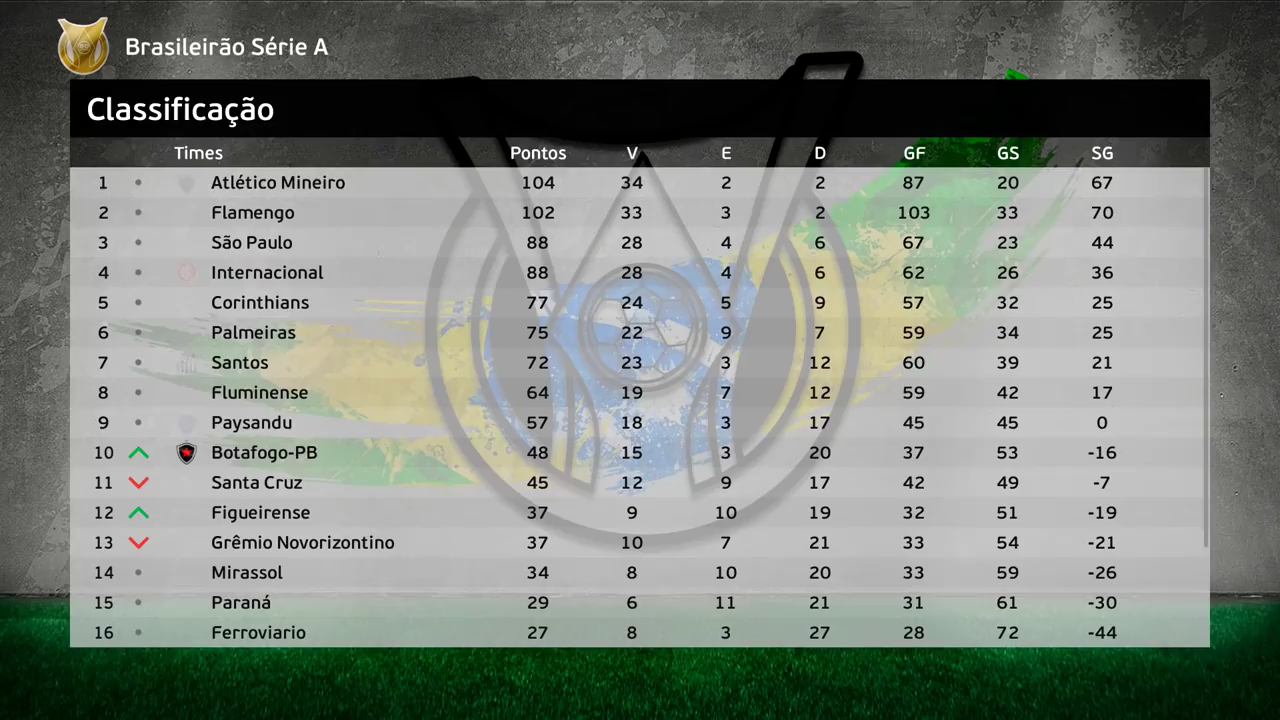 Brasileirão Série A
Classificação
Times Pontos V E D GF GS SG
1 Atlético Mineiro 104 34 2 2 87 20 67
2 Flamengo 102 33 3 2 103 33 70
3 São Paulo 88 28 4 6 67 23 44
4 Internacional 88 28 4 6 62 26 36
5 Corinthians 77 24 5 9 57 32 25
6 Palmeiras 75 22 9 7 59 34 25
7 Santos 72 23 3 12 60 39 21
8 Fluminense 64 19 7 12 59 42 17
9 Paysandu 57 18 3 17 45 45 0
10 Botafogo-PB 48 15 3 20 37 53 -16
11 Santa Cruz 45 12 9 17 42 49 -7
12 Figueirense 37 9 10 19 32 51 -19
13 Grêmio Novorizontino 37 10 7 21 33 54 -21
14 Mirassol 34 8 10 20 33 59 -26
15 Paraná 29 6 11 21 31 61 -30
16 Ferroviario 27 8 3 27 28 72 -44